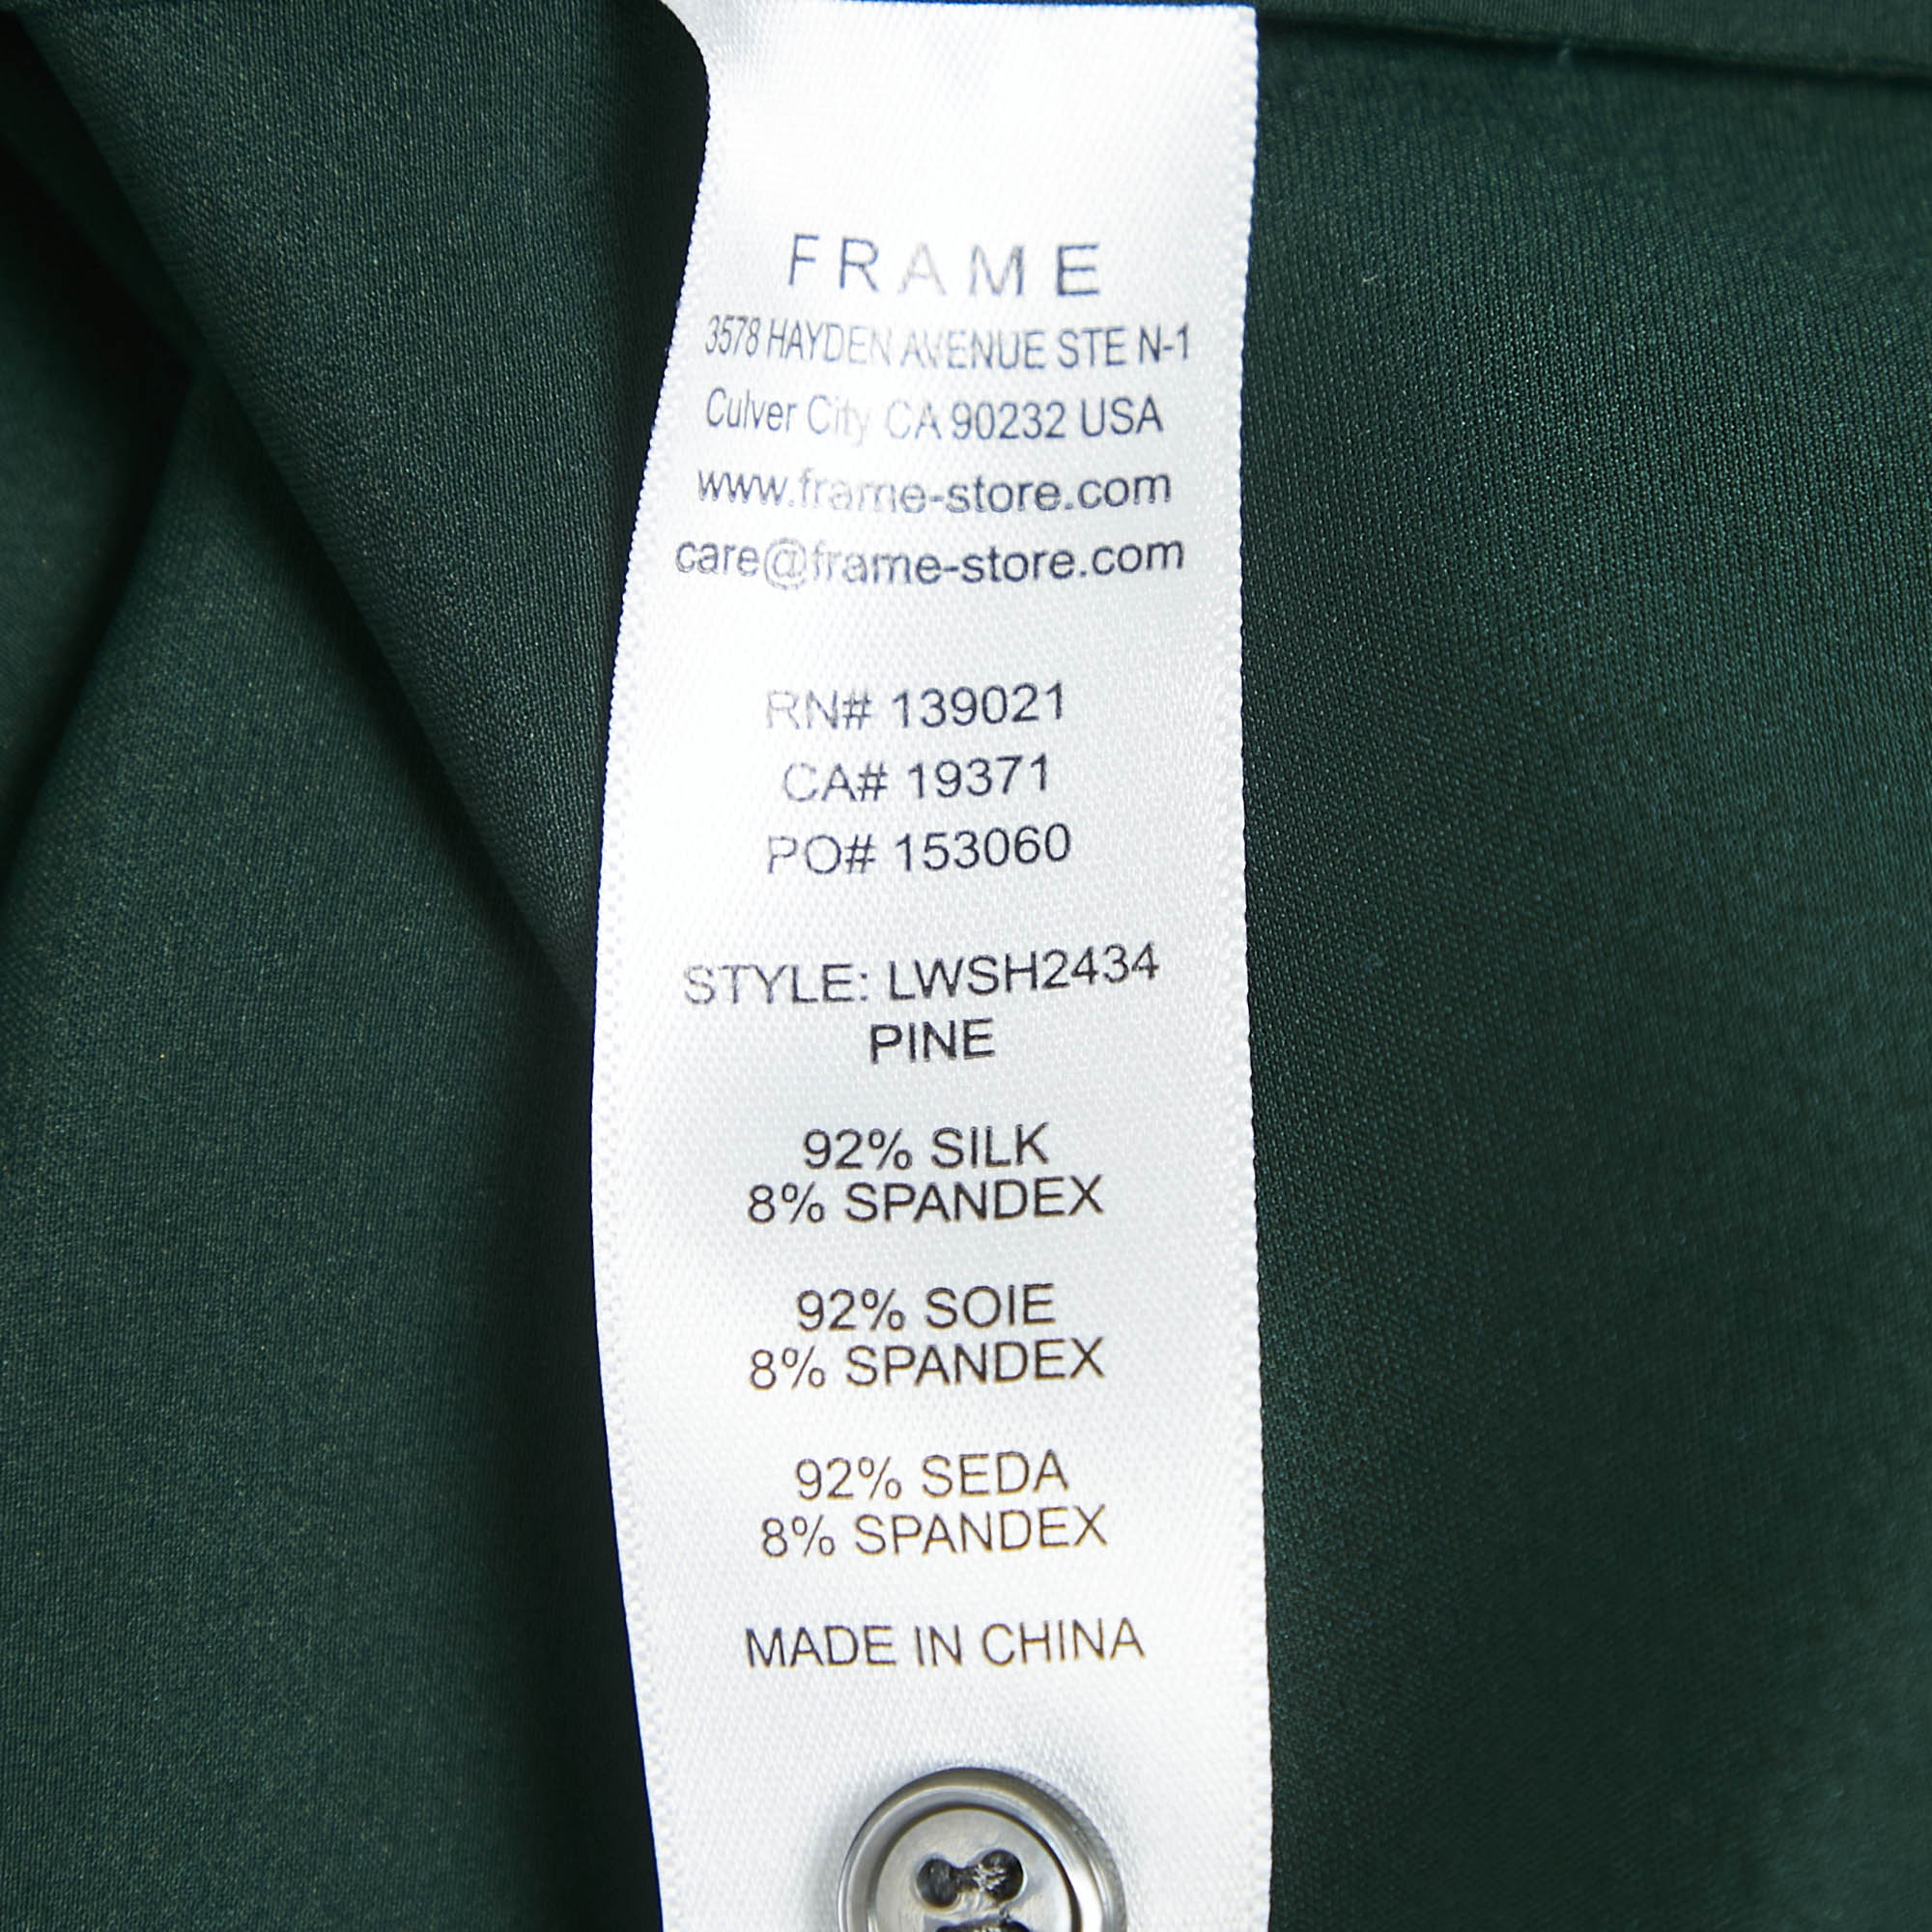 FRAME
3578 HAYDEN AVENUE STE N-1
Culver City CA 90232 USA
www.frame-store.com
care@frame-store.com
RN# 139021
CA# 19371
PO# 153060
STYLE: LWSH2434
PINE
92% SILK
8% SPANDEX
92% SOIE
8% SPANDEX
92% SEDA
8% SPANDEX
MADE IN CHINA